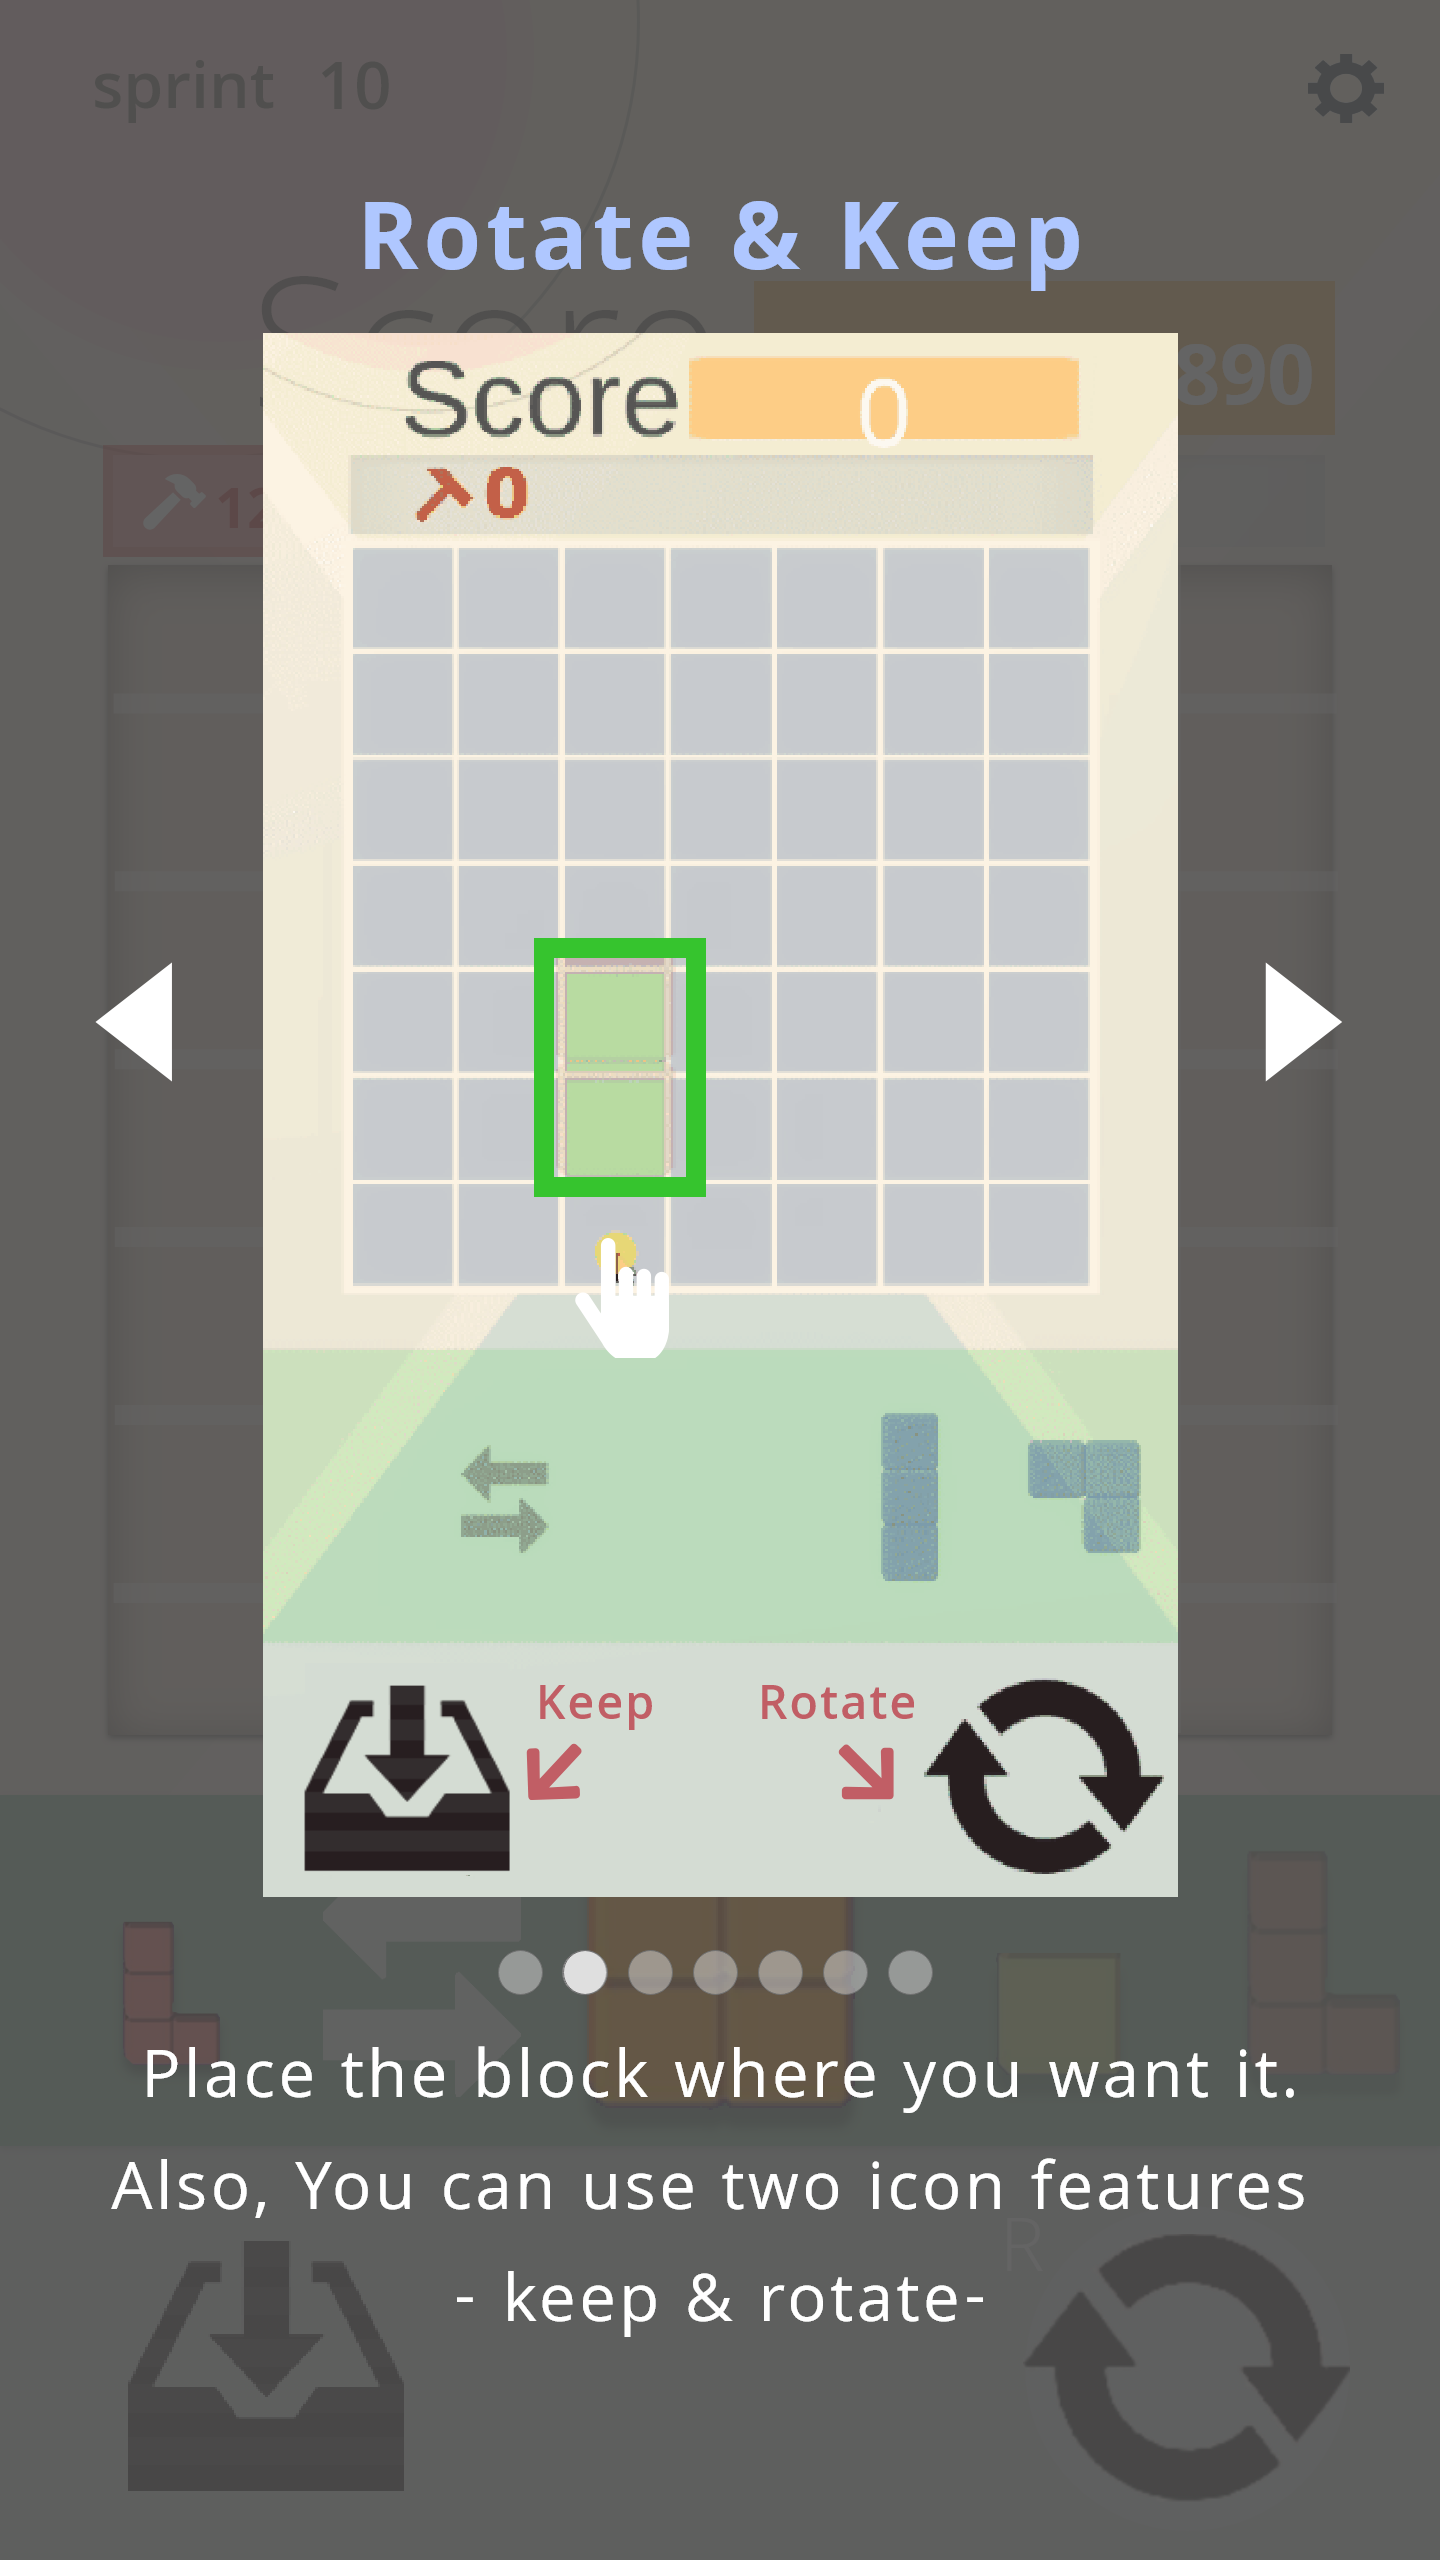 sprint 10
Rotate & Keep
Score
890
Score 0
12
0
Keep Rotate
Place the block where you want it.
Also, You can use two icon features
R
- keep & rotate-